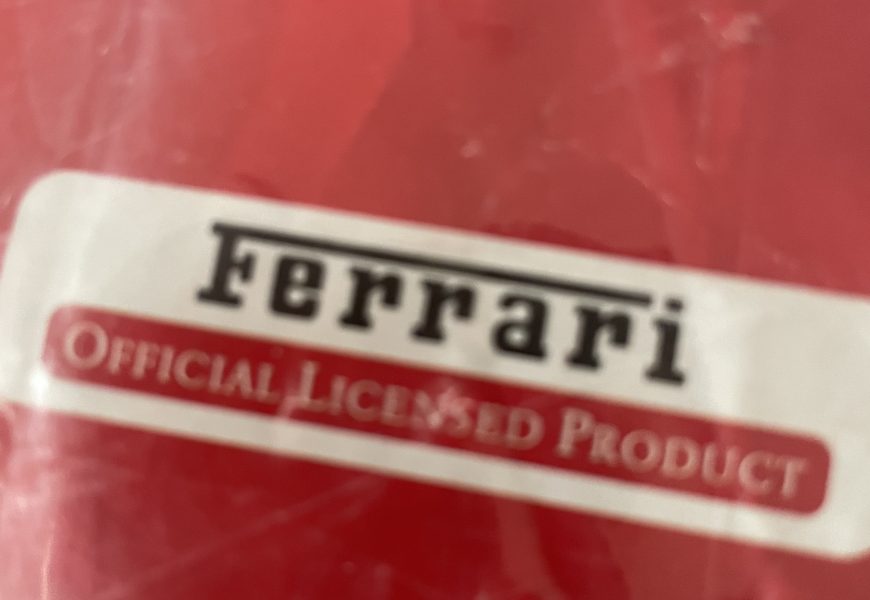 Ferrari
OFFICIAL LICENSED PRODUCT